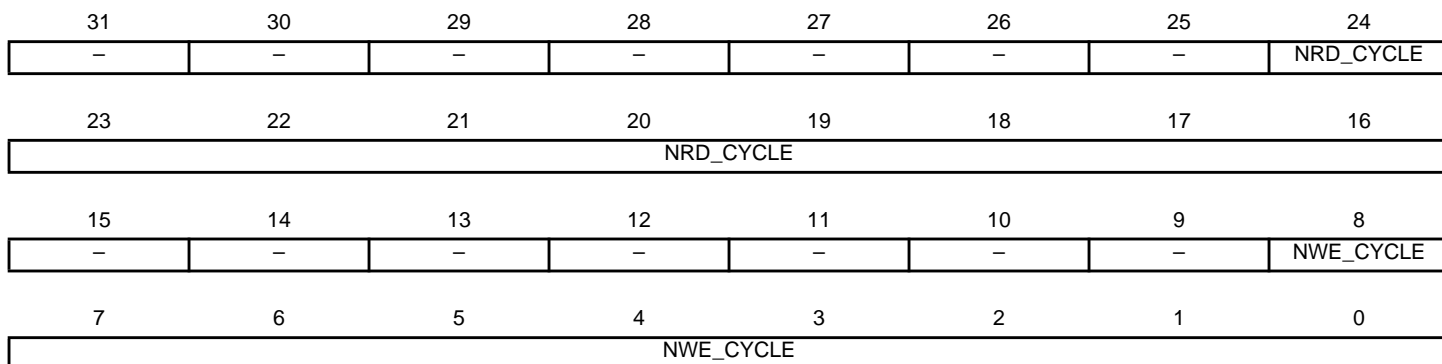 31 30 29 28 27 26 25 24
– – – – – – – NRD_CYCLE
23 22 21 20 19 18 17 16
NRD_CYCLE
15 14 13 12 11 10 9 8
– – – – – – – NWE_CYCLE
7 6 5 4 3 2 1 0
NWE_CYCLE